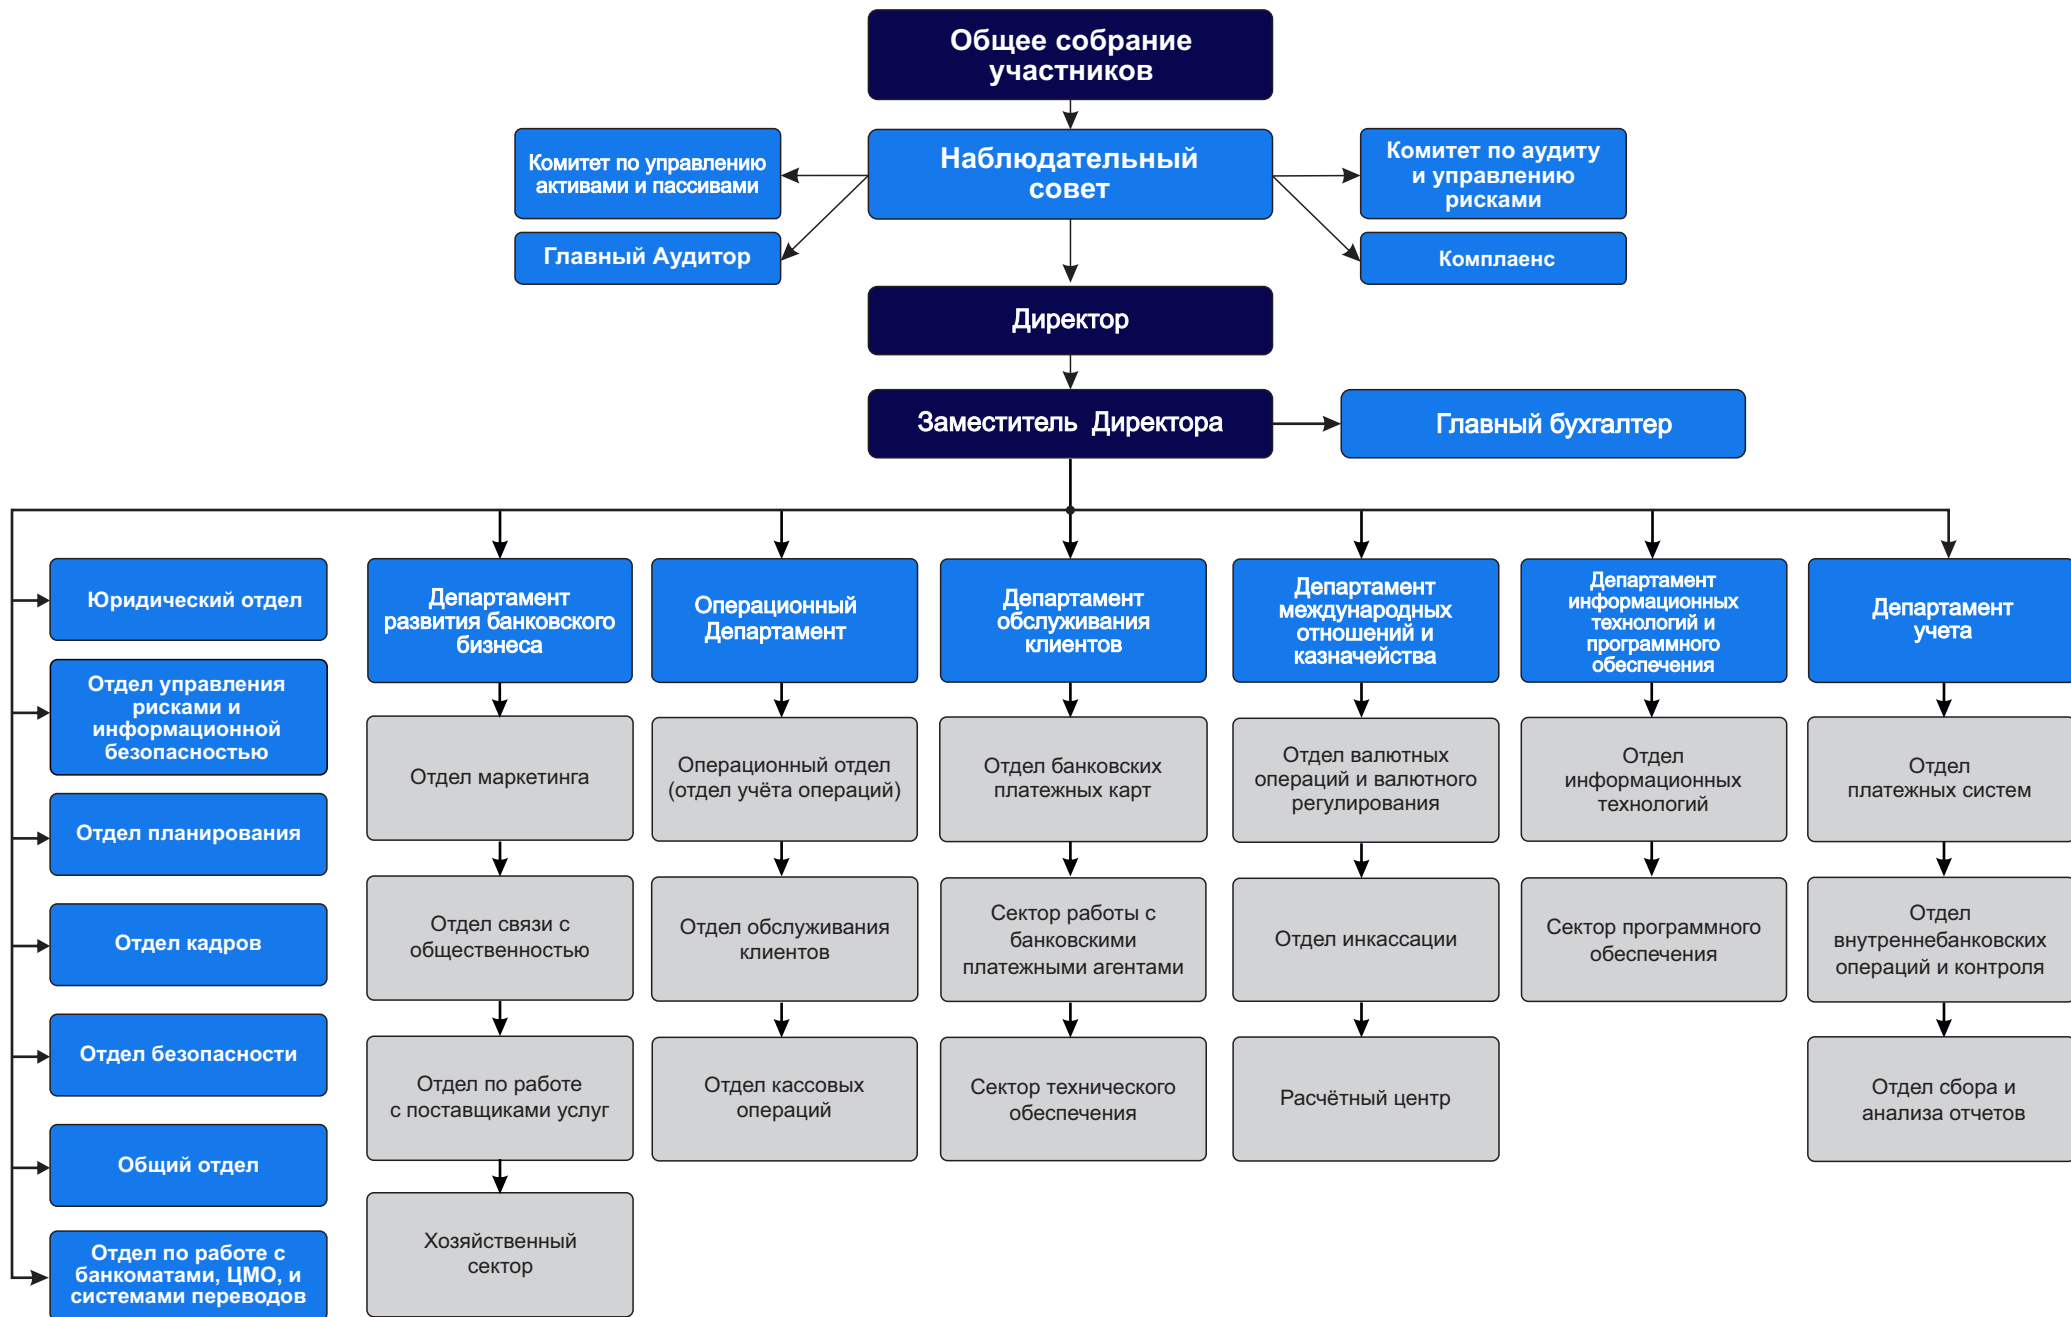 Общее собрание
участников
Комитет по управлению
активами и пассивами
Наблюдательный
совет
Комитет по аудиту
и управлению
рисками
Главный Аудитор
Комплаенс
Директор
Заместитель Директора
Главный бухгалтер
Юридический отдел
Отдел управления
рисками и
информационной
безопасностью
Отдел планирования
Отдел кадров
Отдел безопасности
Общий отдел
Отдел по работе с
банкоматами, ЦМО, и
системами переводов
Департамент
развития банковского
бизнеса
Отдел маркетинга
Отдел связи с
общественностью
Отдел по работе
с поставщиками услуг
Хозяйственный
сектор
Операционный
Департамент
Операционный отдел
(отдел учёта операций)
Отдел обслуживания
клиентов
Отдел кассовых
операций
Департамент
обслуживания
клиентов
Отдел банковских
платежных карт
Сектор работы с
банковскими
платежными агентами
Сектор технического
обеспечения
Департамент
международных
отношений и
казначейства
Отдел валютных
операций и валютного
регулирования
Отдел инкассации
Расчётный центр
Департамент
информационных
технологий и
программного
обеспечения
Отдел
информационных
технологий
Сектор программного
обеспечения
Департамент
учета
Отдел
платежных систем
Отдел
внутреннебанковских
операций и контроля
Отдел сбора и
анализа отчетов